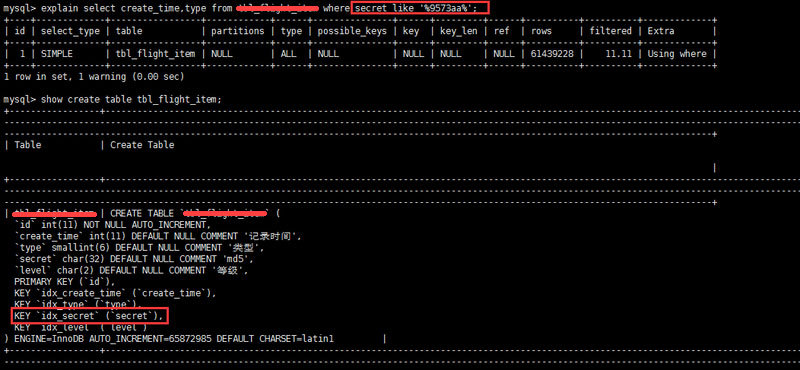 mysql> explain select create_time,type from where secret like '%9573aa%';
+----+-------------+-----------------+------------+------+---------------+------+---------+------+----------+----------+-------------+
| id | select_type | table | partitions | type | possible_keys | key | key_len | ref | rows | filtered | Extra |
+----+-------------+-----------------+------------+------+---------------+------+---------+------+----------+----------+-------------+
| 1 | SIMPLE | tbl_flight_item | NULL | ALL | NULL | NULL | NULL | NULL | 61439228 | 11.11 | Using where |
+----+-------------+-----------------+------------+------+---------------+------+---------+------+----------+----------+-------------+
1 row in set, 1 warning (0.00 sec)
mysql> show create table tbl_flight_item;
| Table | Create Table
|
| | CREATE TABLE ` ` (
`id` int(11) NOT NULL AUTO_INCREMENT,
`create_time` int(11) DEFAULT NULL COMMENT '记录时间',
`type` smallint(6) DEFAULT NULL COMMENT '类型',
`secret` char(32) DEFAULT NULL COMMENT 'md5',
`level` char(2) DEFAULT NULL COMMENT '等级',
PRIMARY KEY (`id`),
KEY `idx_create_time` (`create_time`),
KEY `idx_type` (`type`),
KEY `idx_secret` (`secret`),
KEY `idx_level` (`level`)
) ENGINE=InnoDB AUTO_INCREMENT=65872985 DEFAULT CHARSET=latin1 |